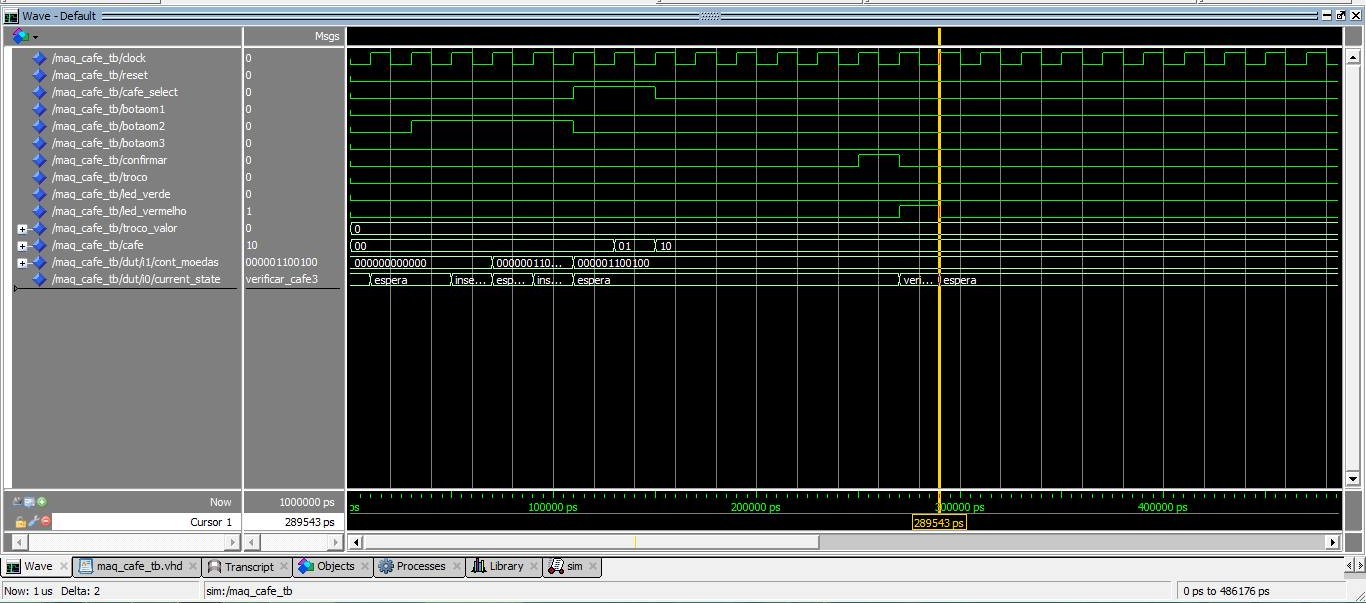 Wave - Default
Msgs
/maq_cafe_tb/clock 0
/maq_cafe_tb/reset 0
/maq_cafe_tb/cafe_select 0
/maq_cafe_tb/botaom1 0
/maq_cafe_tb/botaom2 0
/maq_cafe_tb/botaom3 0
/maq_cafe_tb/confirmar 0
/maq_cafe_tb/troco 0
/maq_cafe_tb/led_verde 0
/maq_cafe_tb/led_vermelho 1
/maq_cafe_tb/troco_valor 0 0
/maq_cafe_tb/cafe 10 00 01 10
/maq_cafe_tb/dut/i1/cont_moedas 000001100100 000000000000 000000110... 000001100100
/maq_cafe_tb/dut/i0/current_state verificar_cafe3 espera inse... esp... ins... espera veri... espera
Now 1000000 ps ps 100000 ps 200000 ps 300000 ps 400000 ps
Cursor 1 289543 ps 289543 ps
Wave maq_cafe_tb.vhd Transcript Objects Processes Library sim
Now: 1 us Delta: 2 sim:/maq_cafe_tb 0 ps to 486176 ps